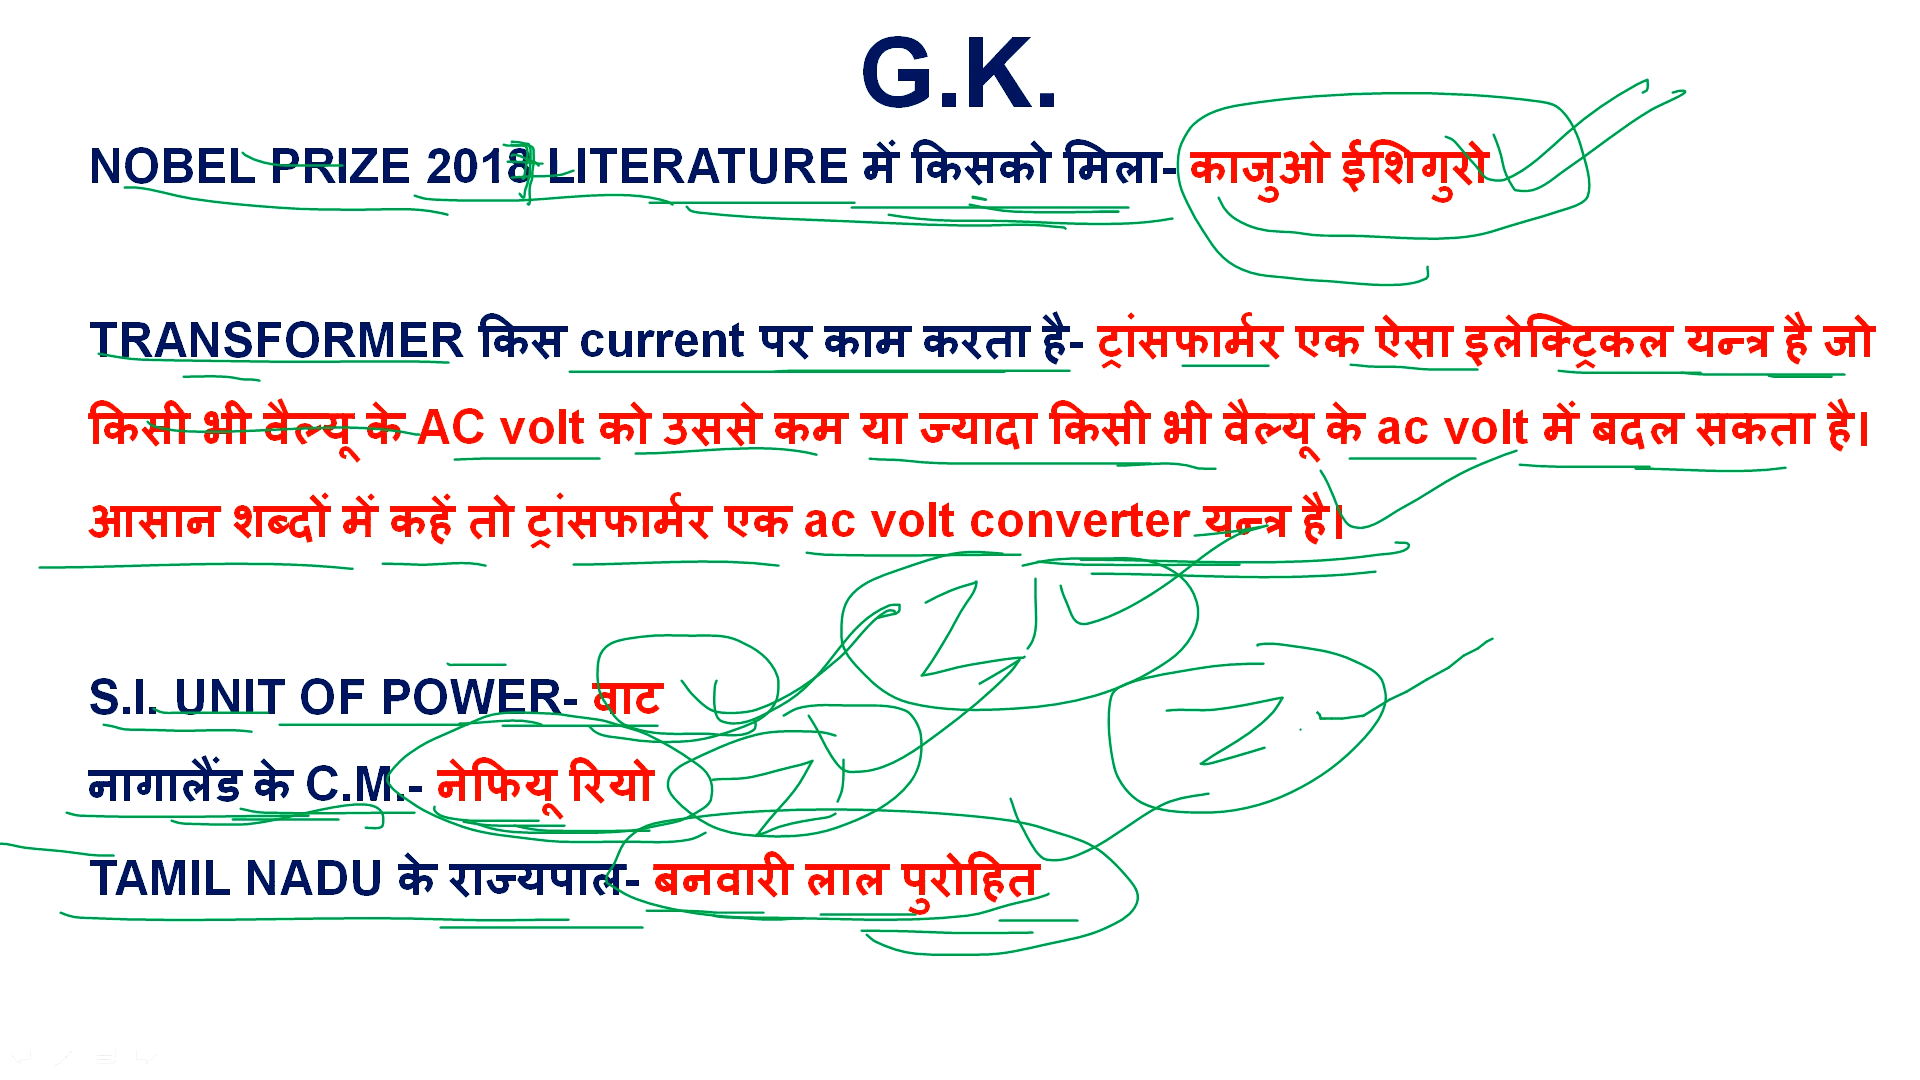 G.K.
NOBEL PRIZE 2018 LITERATURE में किसको मिला- काजुओ ईशिगुरो
TRANSFORMER किस current पर काम करता है- ट्रांसफार्मर एक ऐसा इलेक्ट्रिकल यन्त्र है जो
किसी भी वैल्यू के AC volt को उससे कम या ज्यादा किसी भी वैल्यू के ac volt में बदल सकता है।
आसान शब्दों में कहें तो ट्रांसफार्मर एक ac volt converter यन्त्र है।
S.I. UNIT OF POWER- वाट
नागालैंड के C.M.- नेफियू रियो
TAMIL NADU के राज्यपाल- बनवारी लाल पुरोहित